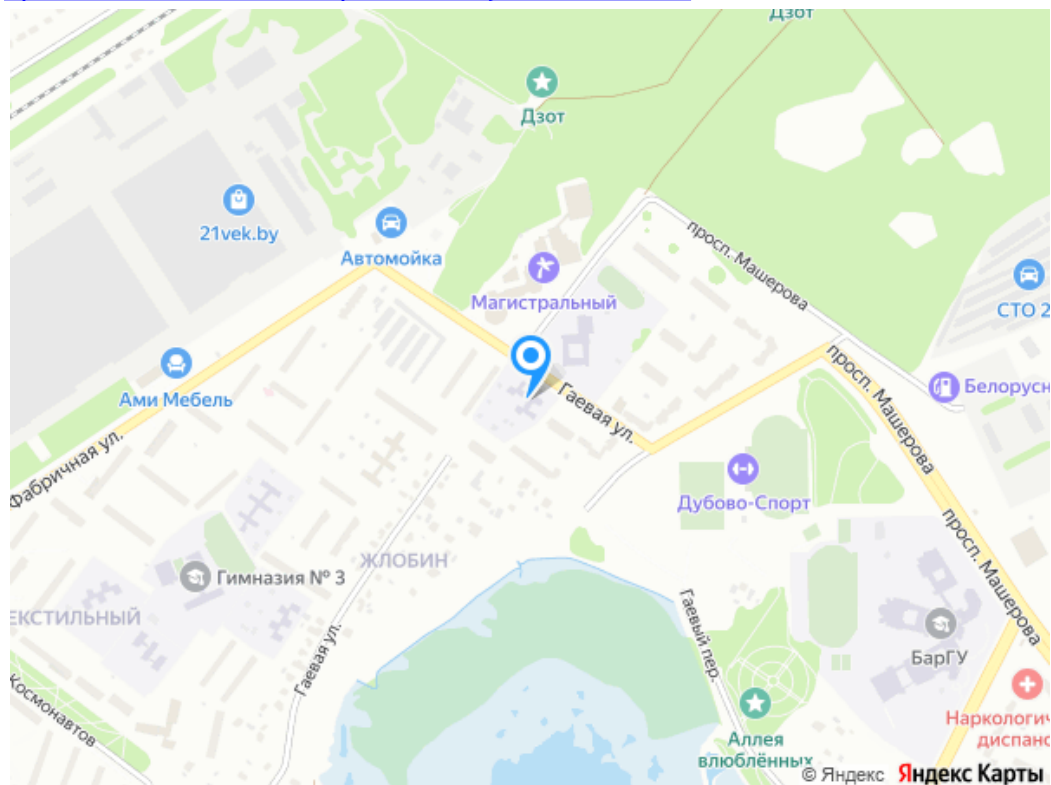 Дзот
Дзот
21vek.by
Автомойка
просп. Машерова
Магистральный
СТО 2
Ами Мебель
просп. Машерова
Белорусн
Гаевая ул.
Фабричная ул.
Дубово-Спорт
просп. Машерова
ЖЛОБИН
Гимназия № 3
ЕКСТИЛЬНЫЙ
Гаевая ул.
Гаевый пер.
БарГУ
Космонавтов
Аллея
влюблённых
Наркологич
диспанс
© Яндекс Яндекс Карты